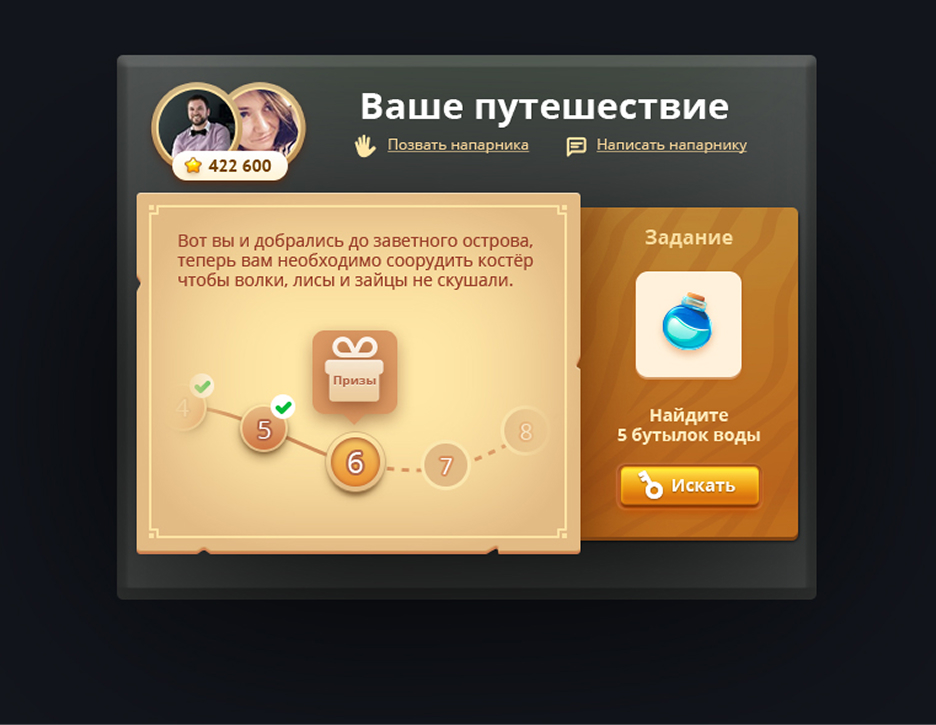 Ваше путешествие
Позвать напарника
Написать напарнику
422 600
Вот вы и добрались до заветного острова,
теперь вам необходимо соорудить костёр
чтобы волки, лисы и зайцы не скушали.
Призы
4
5
6
7
8
Задание
Найдите
5 бутылок воды
Искать